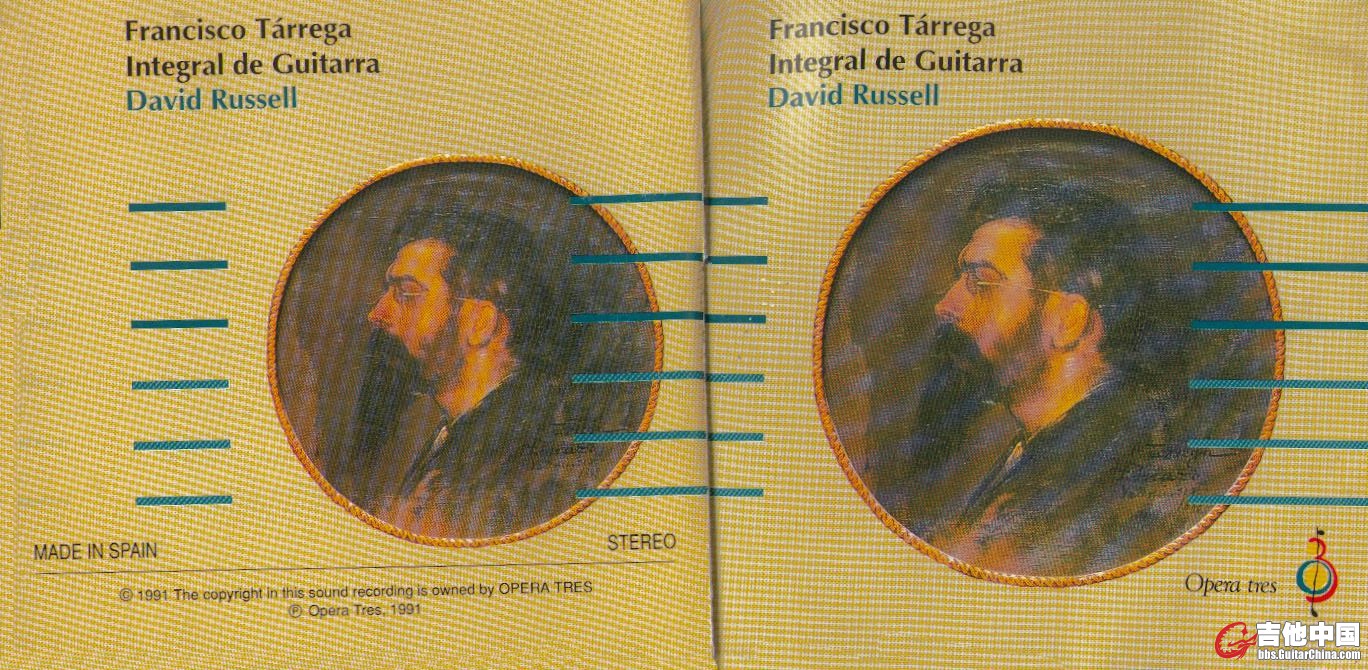 Francisco Tárrega
Integral de Guitarra
David Russell
MADE IN SPAIN
STEREO
© 1991 The copyright in this sound recording is owned by OPERA TRES
℗ Opera Tres, 1991
Francisco Tárrega
Integral de Guitarra
David Russell
Opera tres
吉他中国
bbs.GuitarChina.com